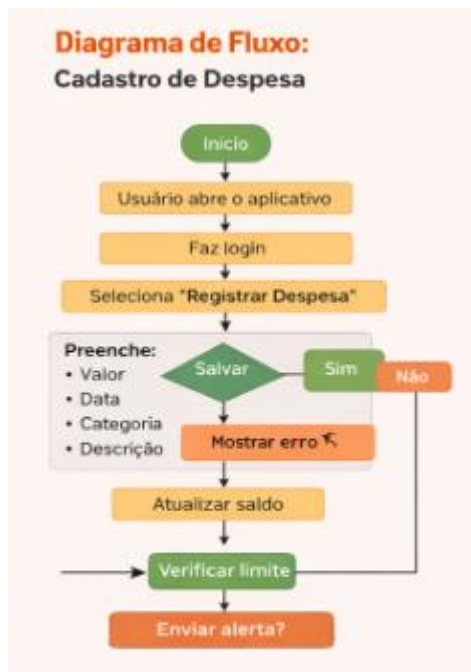 Diagrama de Fluxo:
Cadastro de Despesa
Inicio
Usuário abre o aplicativo
Faz login
Seleciona "Registrar Despesa"
Preenche:
• Valor
• Data
• Categoria
• Descrição
Salvar
Sim
Não
Mostrar erro
Atualizar saldo
Verificar limite
Enviar alerta?